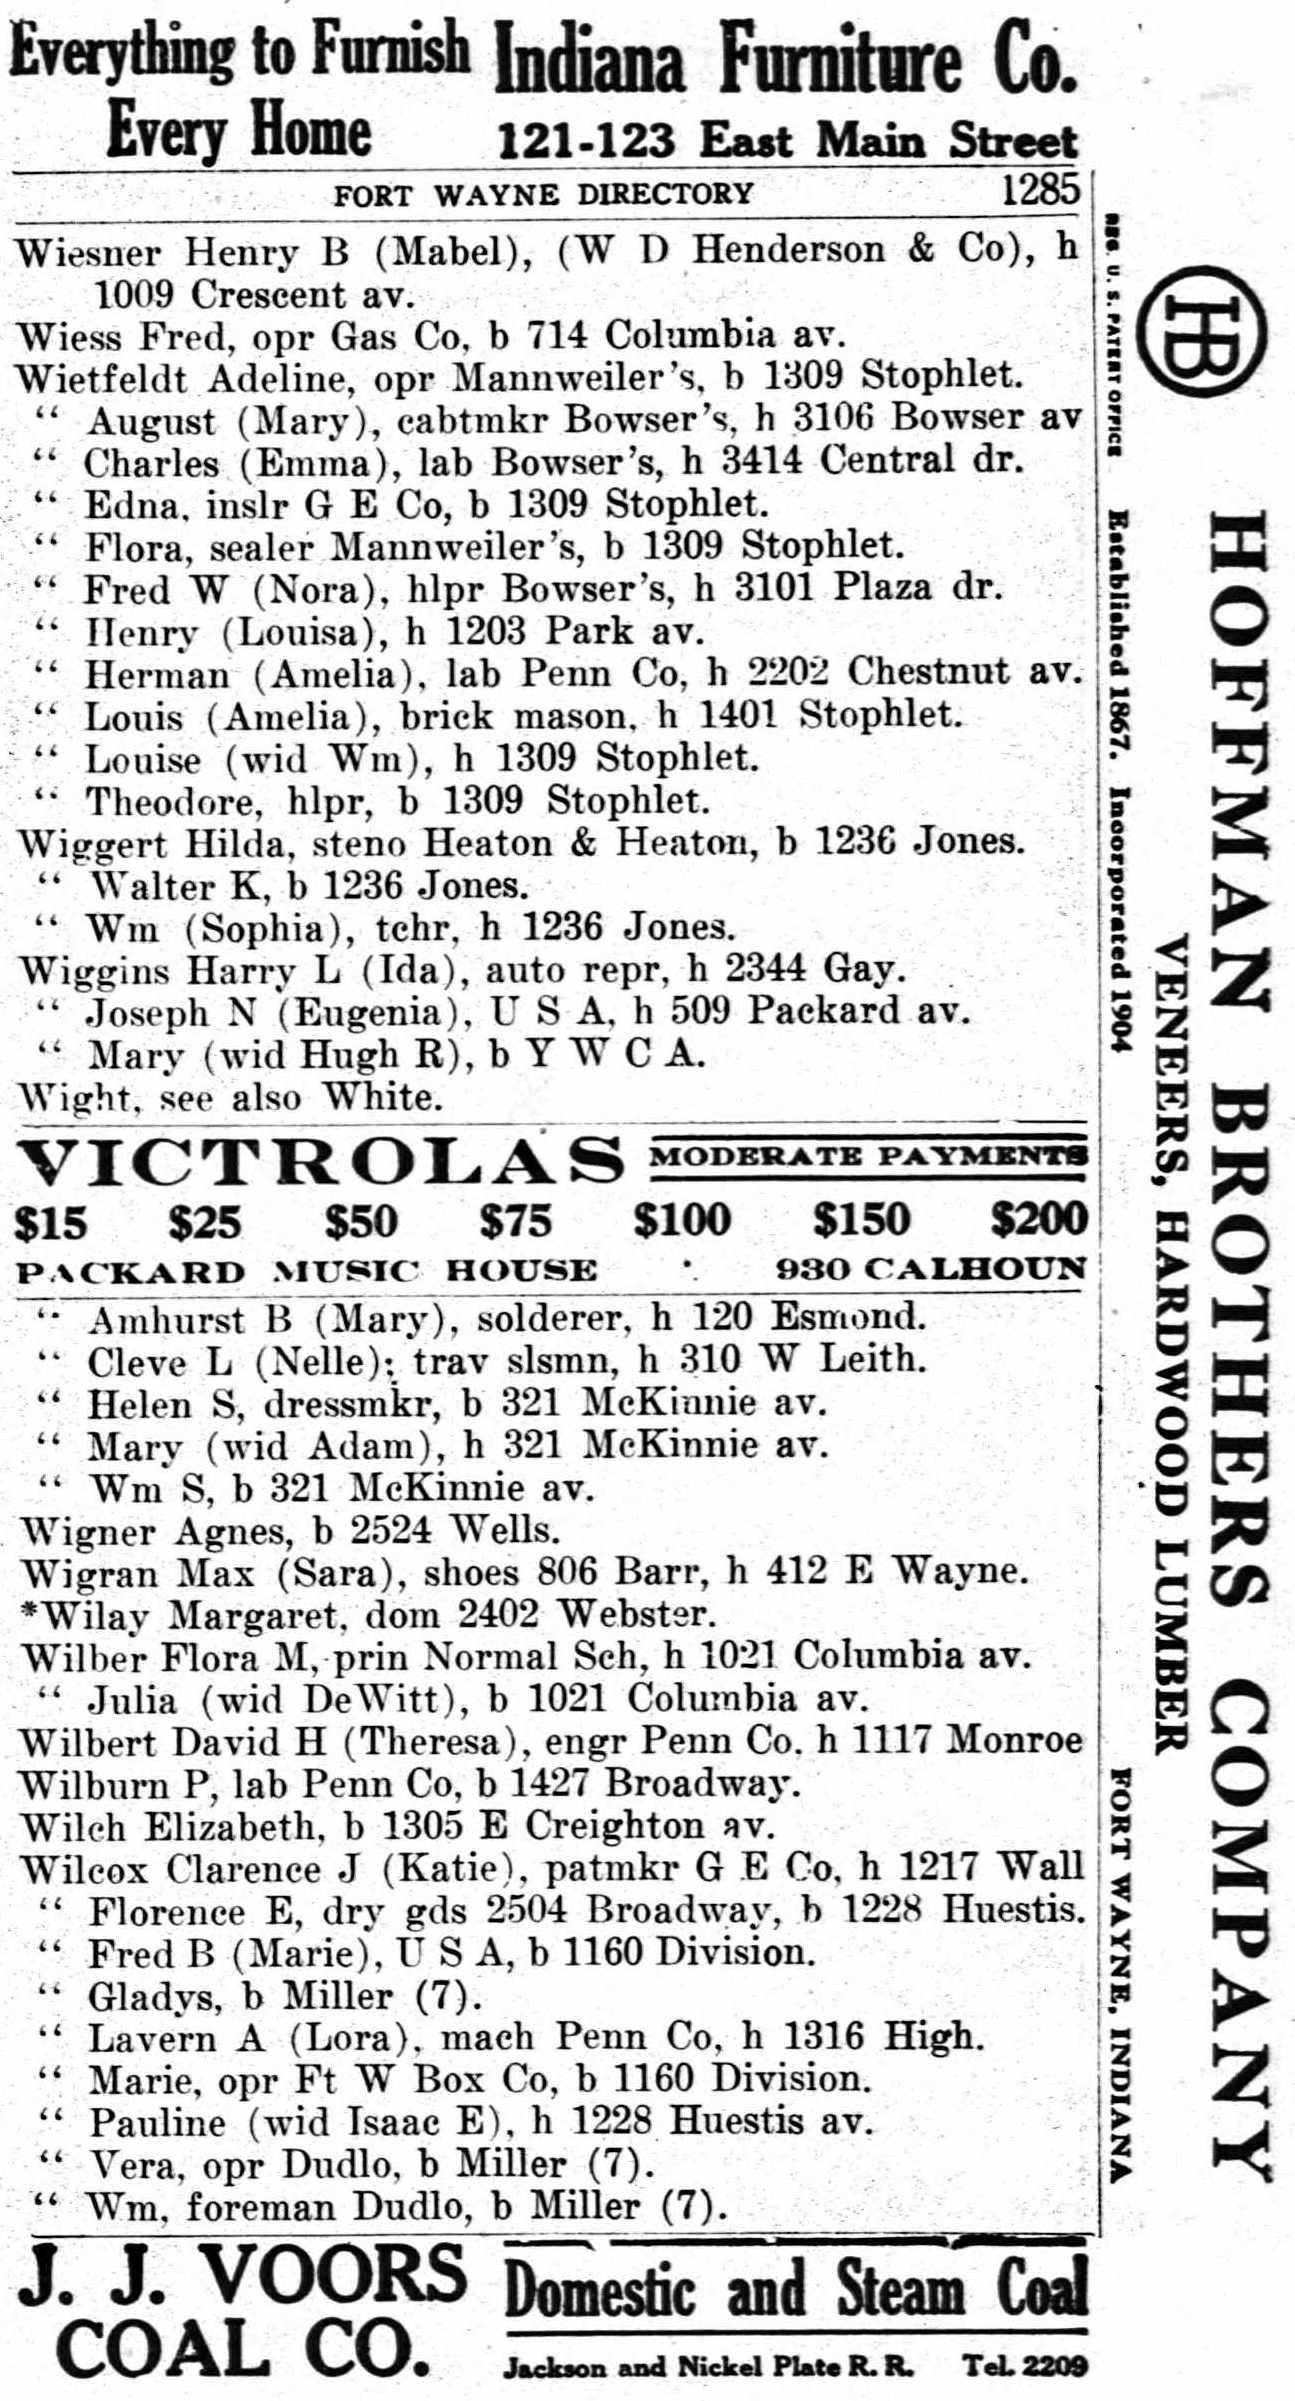 Everything to Furnish
Every Home
Indiana Furniture Co.
121-123 East Main Street
FORT WAYNE DIRECTORY 1285
Wiesner Henry B (Mabel), (W D Henderson & Co), h
1009 Crescent av.
Wiess Fred, opr Gas Co, b 714 Columbia av.
Wietfeldt Adeline, opr Mannweiler's, b 1309 Stophlet.
“ August (Mary), cabtmkr Bowser's, h 3106 Bowser av
“ Charles (Emma), lab Bowser's, h 3414 Central dr.
“ Edna, inslr G E Co, b 1309 Stophlet.
“ Flora, sealer Mannweiler's, b 1309 Stophlet.
“ Fred W (Nora), hlpr Bowser's, h 3101 Plaza dr.
“ Henry (Louisa), h 1203 Park av.
“ Herman (Amelia), lab Penn Co, h 2202 Chestnut av.
“ Louis (Amelia), brick mason, h 1401 Stophlet.
“ Louise (wid Wm), h 1309 Stophlet.
“ Theodore, hlpr, b 1309 Stophlet.
Wiggert Hilda, steno Heaton & Heaton, b 1236 Jones.
“ Walter K, b 1236 Jones.
“ Wm (Sophia), tchr, h 1236 Jones.
Wiggins Harry L (Ida), auto repr, h 2344 Gay.
“ Joseph N (Eugenia), U S A, h 509 Packard av.
“ Mary (wid Hugh R), b Y W C A.
Wight, see also White.
VICTROLAS MODERATE PAYMENTS
$15 $25 $50 $75 $100 $150 $200
PACKARD MUSIC HOUSE 930 CALHOUN
“ Amhurst B (Mary), solderer, h 120 Esmond.
“ Cleve L (Nelle); trav slsmn, h 310 W Leith.
“ Helen S, dressmkr, b 321 McKinnie av.
“ Mary (wid Adam), h 321 McKinnie av.
“ Wm S, b 321 McKinnie av.
Wigner Agnes, b 2524 Wells.
Wigran Max (Sara), shoes 806 Barr, h 412 E Wayne.
*Wilay Margaret, dom 2402 Webster.
Wilber Flora M, prin Normal Sch, h 1021 Columbia av.
“ Julia (wid DeWitt), b 1021 Columbia av.
Wilbert David H (Theresa), engr Penn Co, h 1117 Monroe
Wilburn P, lab Penn Co, b 1427 Broadway.
Wilch Elizabeth, b 1305 E Creighton av.
Wilcox Clarence J (Katie), patmkr G E Co, h 1217 Wall
“ Florence E, dry gds 2504 Broadway, b 1228 Huestis.
“ Fred B (Marie), U S A, b 1160 Division.
“ Gladys, b Miller (7).
“ Lavern A (Lora), mach Penn Co, h 1316 High.
“ Marie, opr Ft W Box Co, b 1160 Division.
“ Pauline (wid Isaac E), h 1228 Huestis av.
“ Vera, opr Dudlo, b Miller (7).
“ Wm, foreman Dudlo, b Miller (7).
J. J. VOORS
COAL CO.
Domestic and Steam Coal
Jackson and Nickel Plate R. R. Tel. 2209
HB
HOFFMAN BROTHERS COMPANY
VENEERS, HARDWOOD LUMBER
REG. U. S. PATENT OFFICE Established 1867. Incorporated 1904 FORT WAYNE, INDIANA